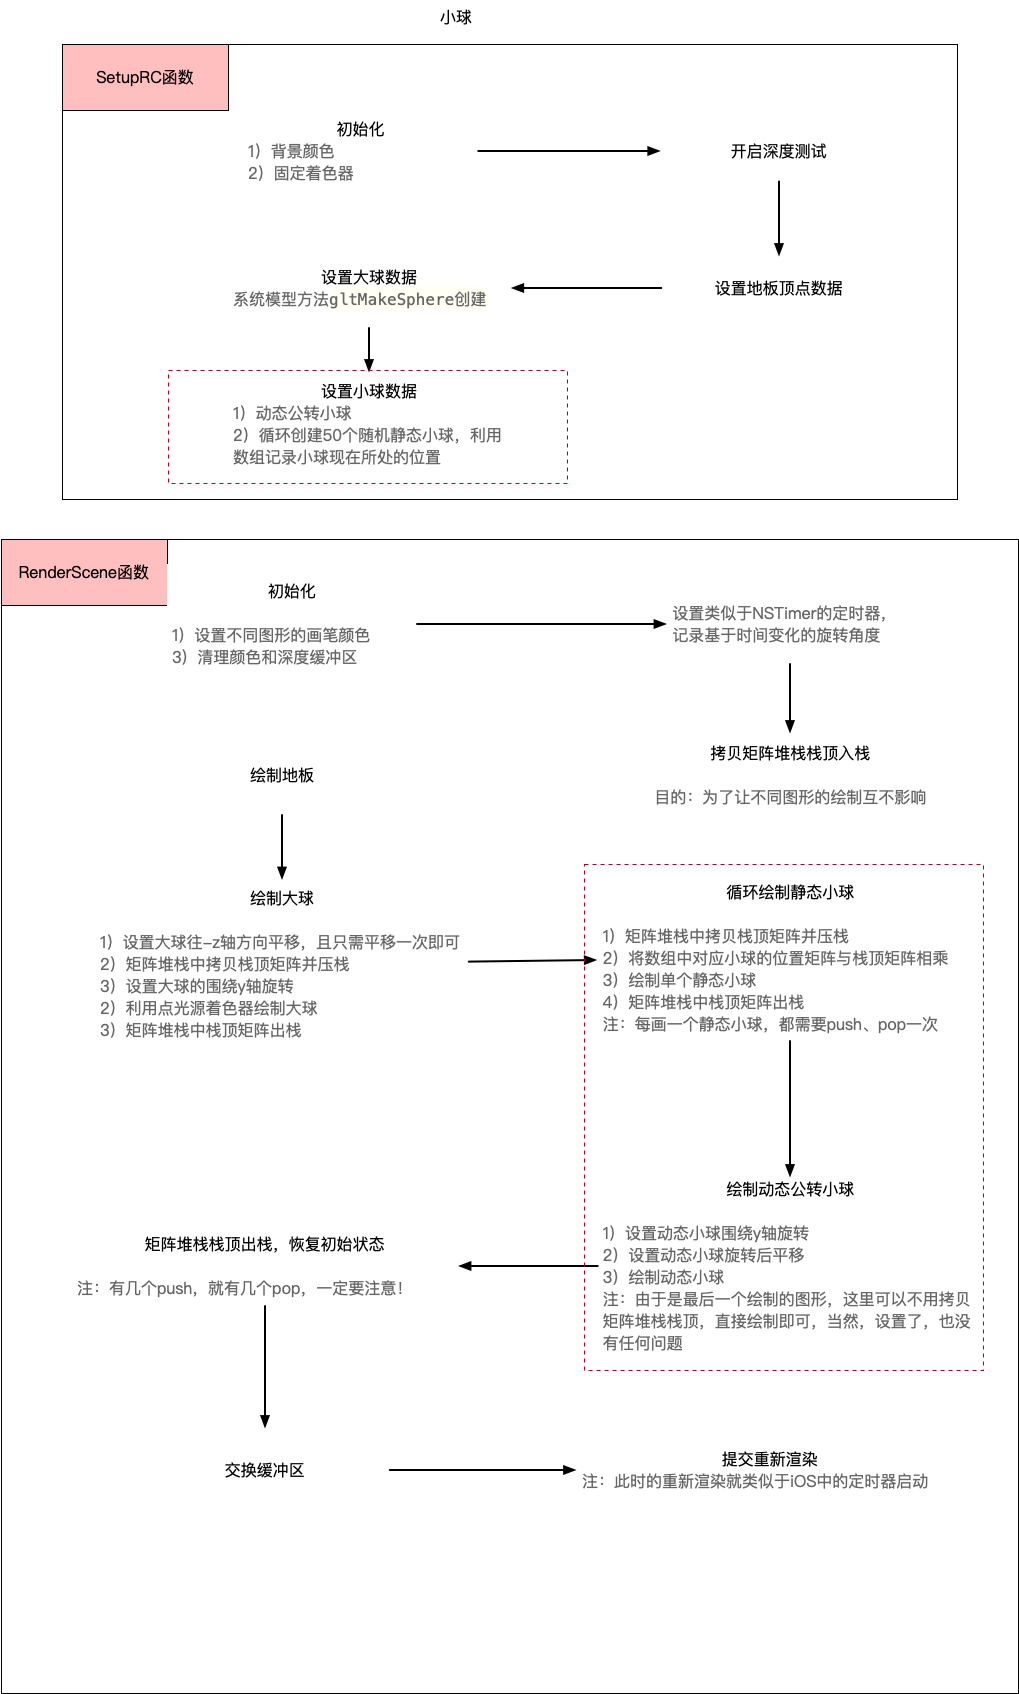 小球
SetupRC函数
初始化
1）背景颜色
2）固定着色器
开启深度测试
设置地板顶点数据
设置大球数据
系统模型方法gltMakeSphere创建
设置小球数据
1）动态公转小球
2）循环创建50个随机静态小球，利用
数组记录小球现在所处的位置
RenderScene函数
初始化
1）设置不同图形的画笔颜色
3）清理颜色和深度缓冲区
设置类似于NSTimer的定时器，
记录基于时间变化的旋转角度
拷贝矩阵堆栈栈顶入栈
目的：为了让不同图形的绘制互不影响
绘制地板
绘制大球
1）设置大球往-z轴方向平移，且只需平移一次即可
2）矩阵堆栈中拷贝栈顶矩阵并压栈
3）设置大球的围绕y轴旋转
2）利用点光源着色器绘制大球
3）矩阵堆栈中栈顶矩阵出栈
循环绘制静态小球
1）矩阵堆栈中拷贝栈顶矩阵并压栈
2）将数组中对应小球的位置矩阵与栈顶矩阵相乘
3）绘制单个静态小球
4）矩阵堆栈中栈顶矩阵出栈
注：每画一个静态小球，都需要push、pop一次
绘制动态公转小球
1）设置动态小球围绕y轴旋转
2）设置动态小球旋转后平移
3）绘制动态小球
注：由于是最后一个绘制的图形，这里可以不用拷贝
矩阵堆栈栈顶，直接绘制即可，当然，设置了，也没
有任何问题
矩阵堆栈栈顶出栈，恢复初始状态
注：有几个push，就有几个pop，一定要注意！
交换缓冲区
提交重新渲染
注：此时的重新渲染就类似于iOS中的定时器启动